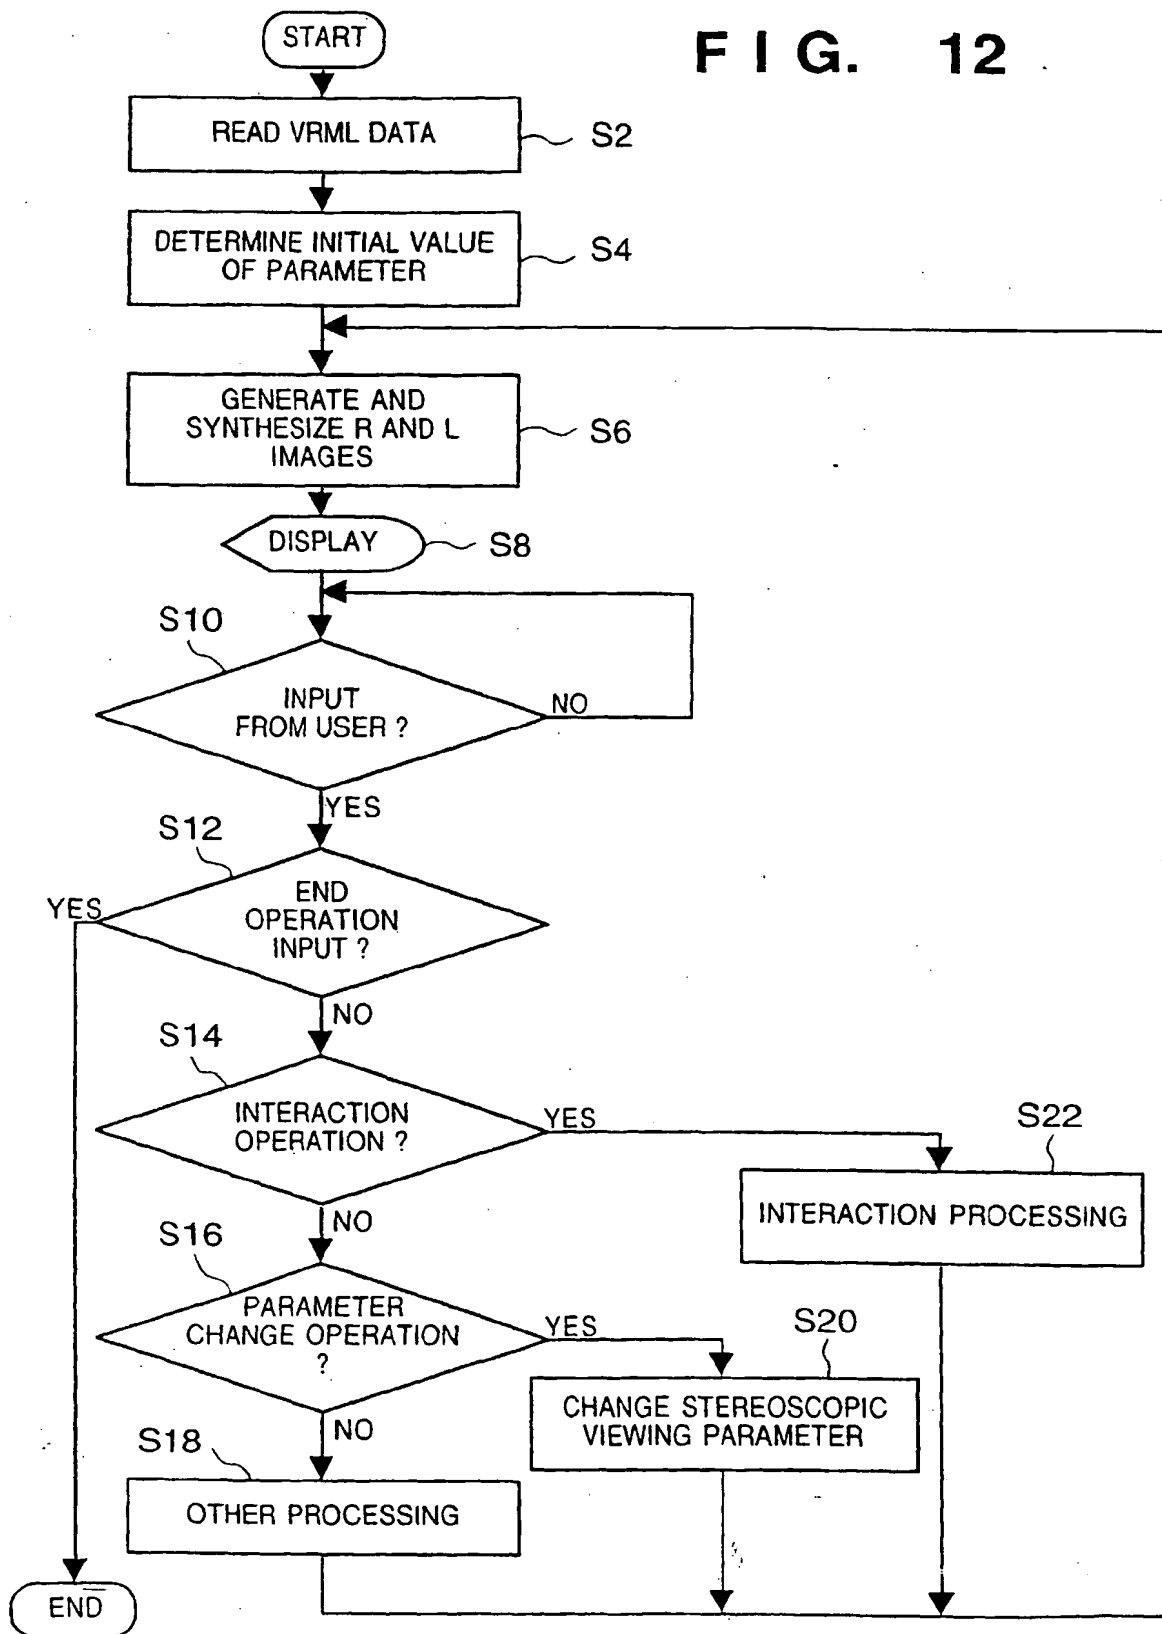 START
FIG. 12
READ VRML DATA
S2
DETERMINE INITIAL VALUE
OF PARAMETER
S4
GENERATE AND
SYNTHESIZE R AND L
IMAGES
S6
DISPLAY
S8
S10
INPUT
FROM USER ?
NO
YES
S12
END
OPERATION
INPUT ?
YES
NO
S14
INTERACTION
OPERATION ?
YES
S22
INTERACTION PROCESSING
NO
S16
PARAMETER
CHANGE OPERATION
?
YES
S20
CHANGE STEREOSCOPIC
VIEWING PARAMETER
NO
S18
OTHER PROCESSING
END